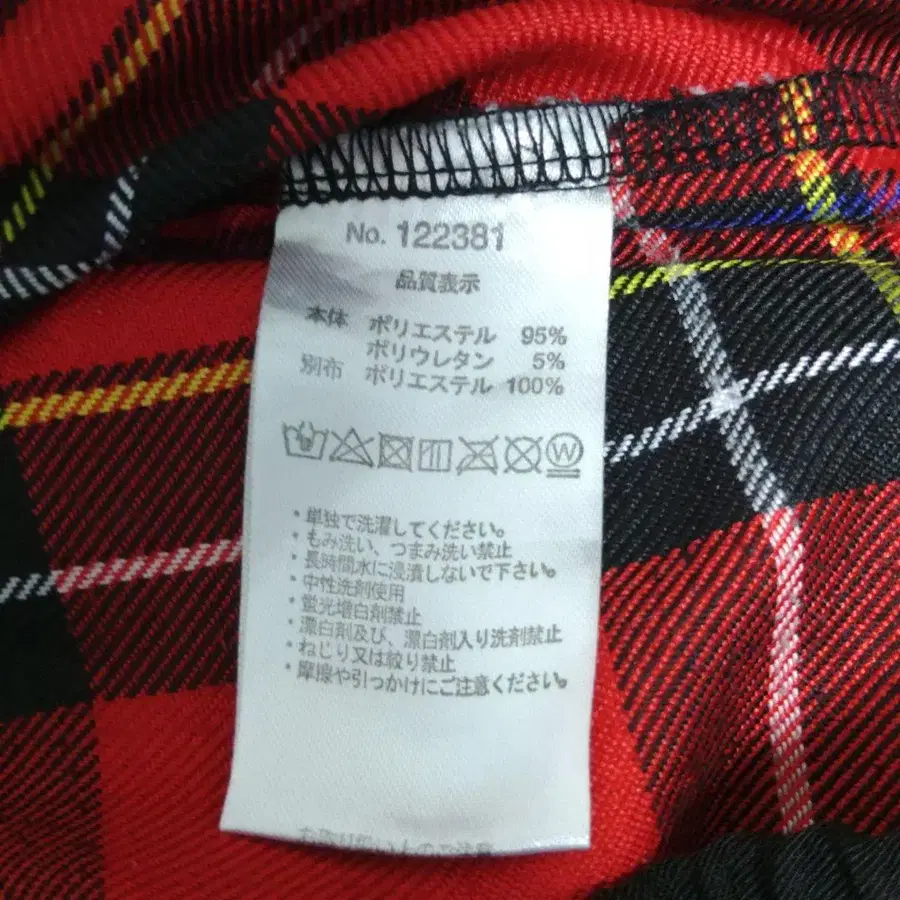 No. 122381
品質表示
本体 ポリエステル 95%
ポリウレタン 5%
別布 ポリエステル 100%
W
・単独で洗濯してください。
・もみ洗い、つまみ洗い禁止
・長時間水に浸漬しないで下さい。
・中性洗剤使用
・蛍光増白剤禁止
・漂白剤及び、漂白剤入り洗剤禁止
・ねじり又は絞り禁止
・摩擦や引っかけにご注意ください。